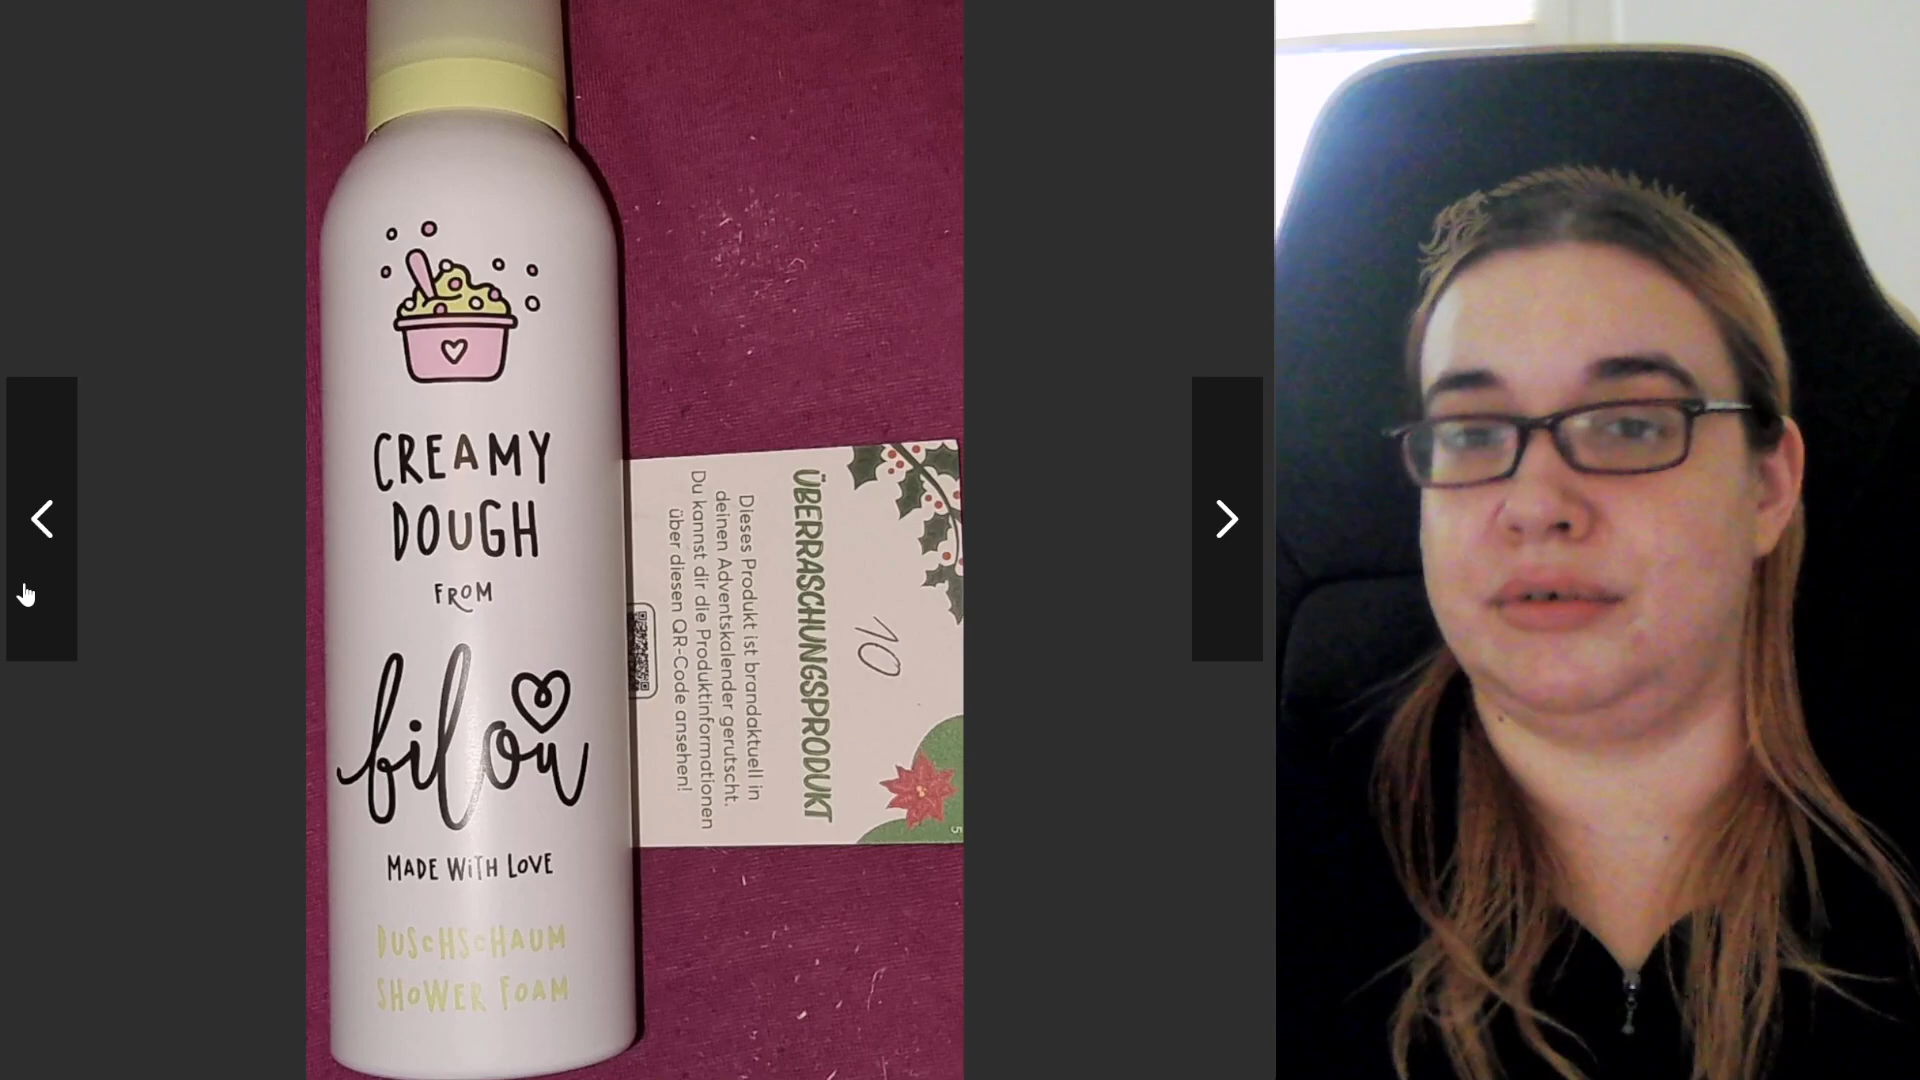 CREAMY
DOUGH
FROM
bilou
MADE WiTH LOVE
DUSCHSCHAUM
SHOWER FOAM
10
ÜBERRASCHUNGSPRODUKT
Dieses Produkt ist brandaktuell in
deinen Adventskalender gerutscht.
Du kannst dir die Produktinformationen
über diesen QR-Code ansehen!
5